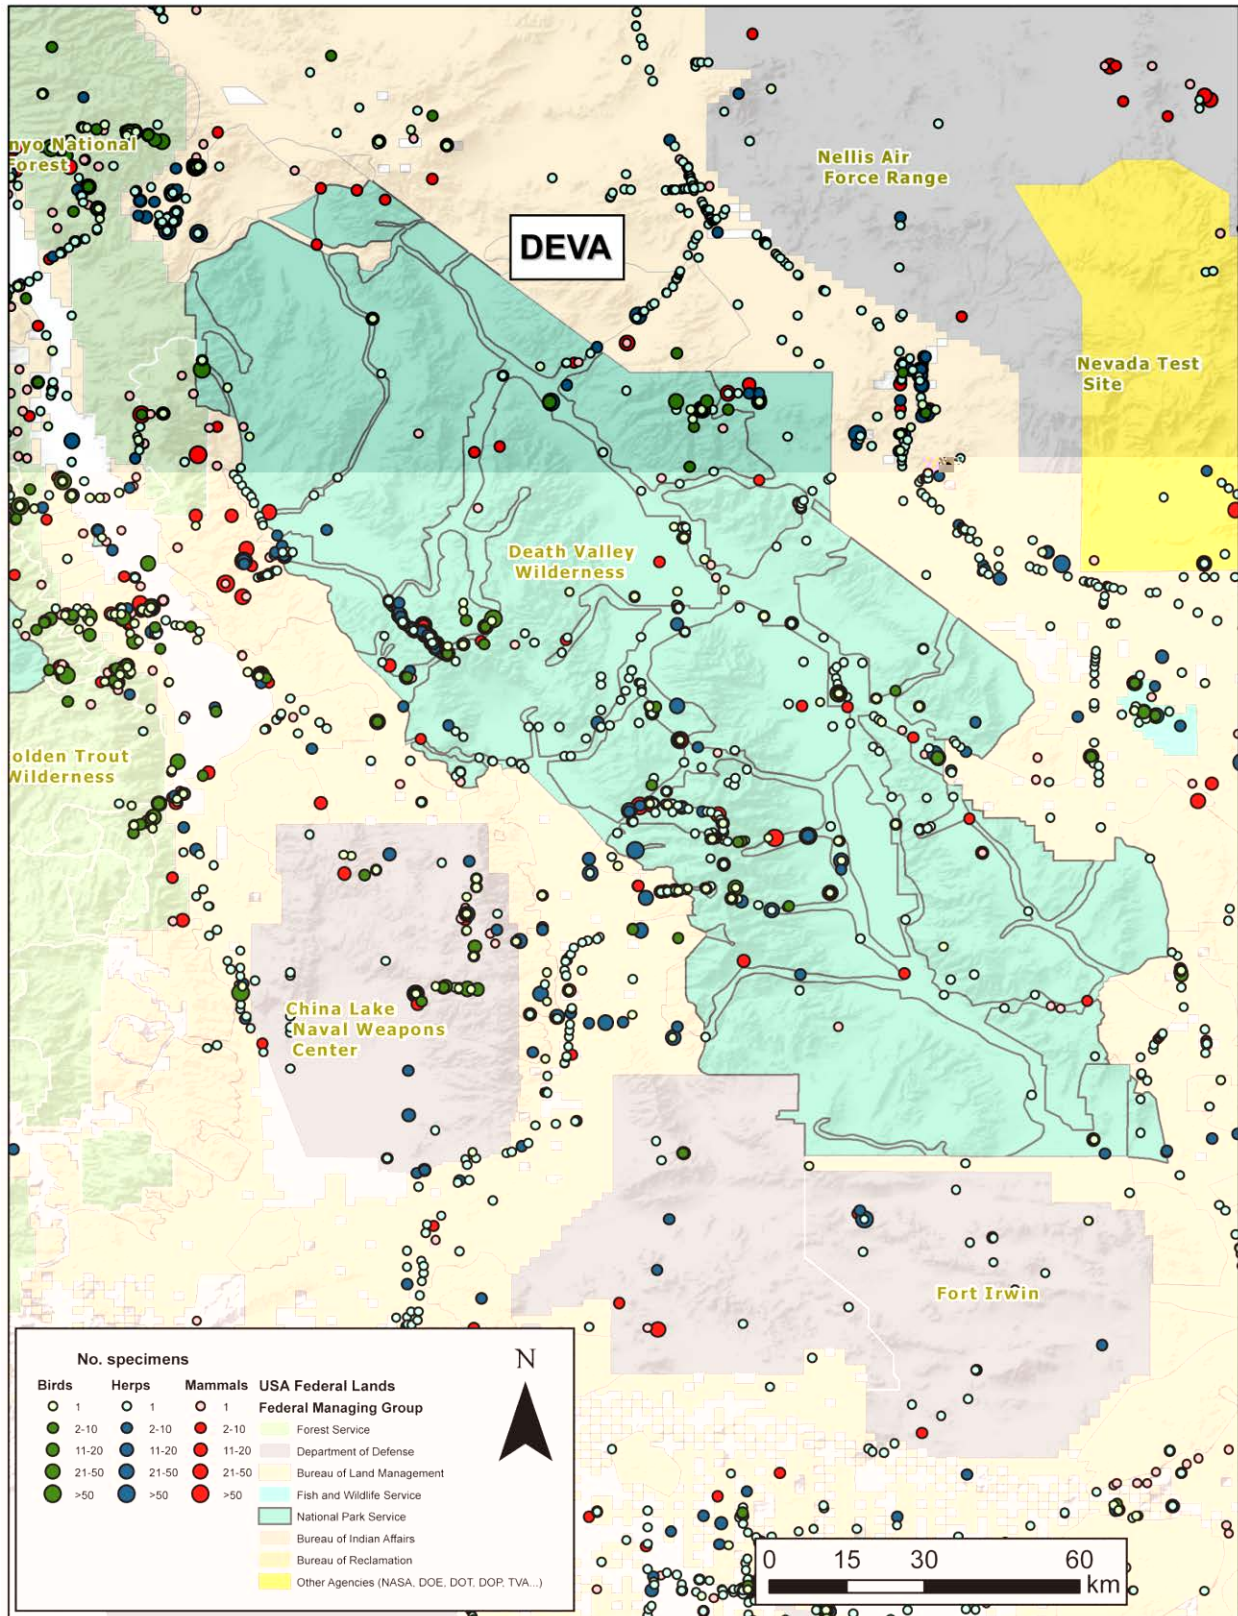 nyo National
Forest
Nellis Air
Force Range
DEVA
Nevada Test
Site
Death Valley
Wilderness
olden Trout
Wilderness
China Lake
Naval Weapons
Center
Fort Irwin
No. specimens
Birds Herps Mammals
1 1 1
2-10 2-10 2-10
11-20 11-20 11-20
21-50 21-50 21-50
>50 >50 >50
USA Federal Lands
Federal Managing Group
Forest Service
Department of Defense
Bureau of Land Management
Fish and Wildlife Service
National Park Service
Bureau of Indian Affairs
Bureau of Reclamation
Other Agencies (NASA, DOE, DOT, DOP, TVA...)
N
0 15 30 60
km